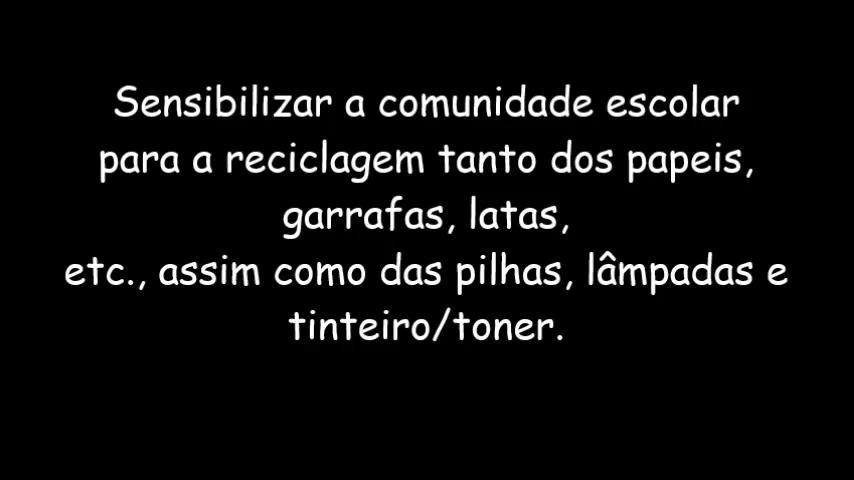 Sensibilizar a comunidade escolar
para a reciclagem tanto dos papeis,
garrafas, latas,
etc., assim como das pilhas, lâmpadas e
tinteiro/toner.